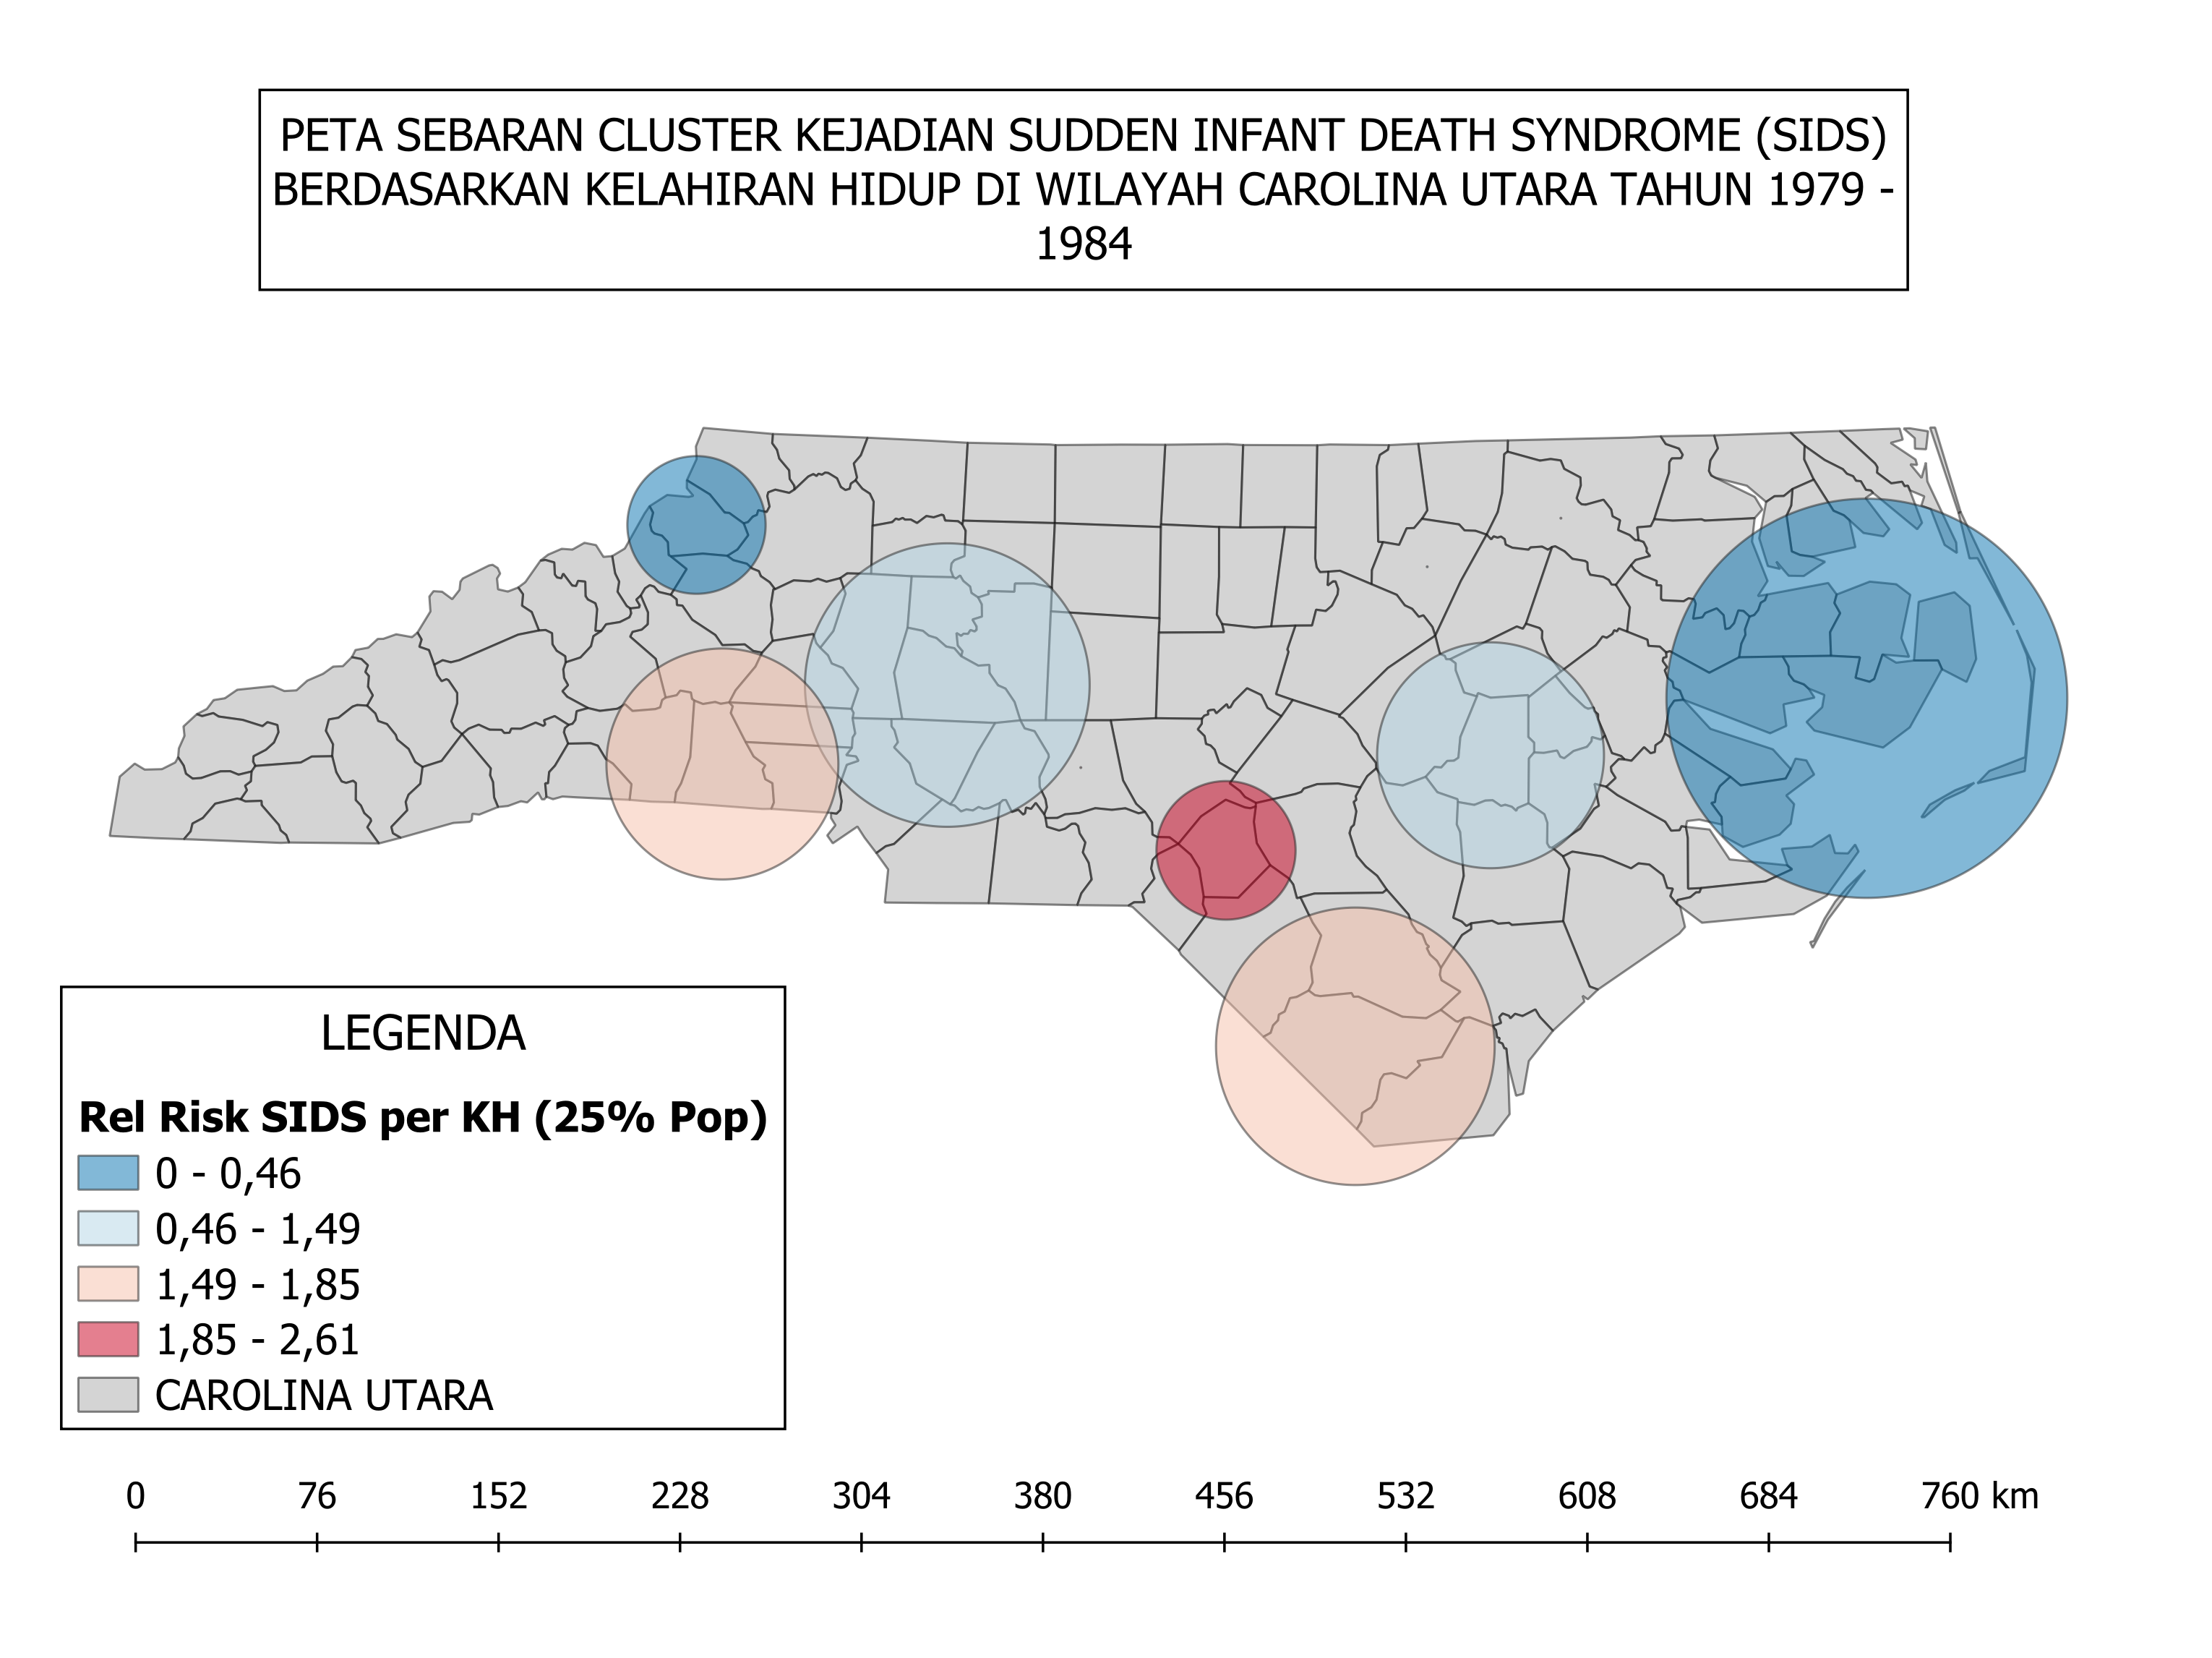 PETA SEBARAN CLUSTER KEJADIAN SUDDEN INFANT DEATH SYNDROME (SIDS)
BERDASARKAN KELAHIRAN HIDUP DI WILAYAH CAROLINA UTARA TAHUN 1979 -
1984
LEGENDA
Rel Risk SIDS per KH (25% Pop)
0 - 0,46
0,46 - 1,49
1,49 - 1,85
1,85 - 2,61
CAROLINA UTARA
0 76 152 228 304 380 456 532 608 684 760 km